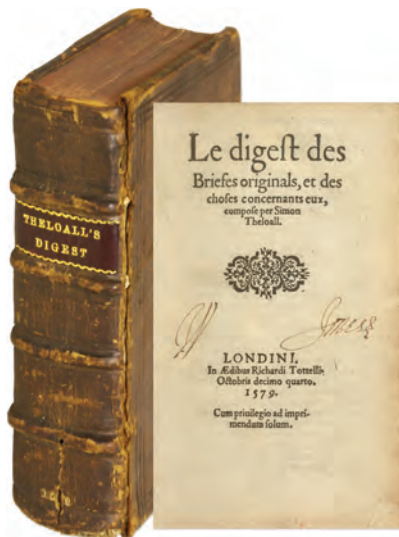 THELOALL'S
DIGEST
Le digeſt des
Briefes originals, et des
choſes concernants eux,
compoſe per Simon
Theloall.
LONDINI,
In Ædibus Richardi Tottelli.
Octobris decimo quarto.
1579.
Cum priuilegio ad impri-
mendum ſolum.